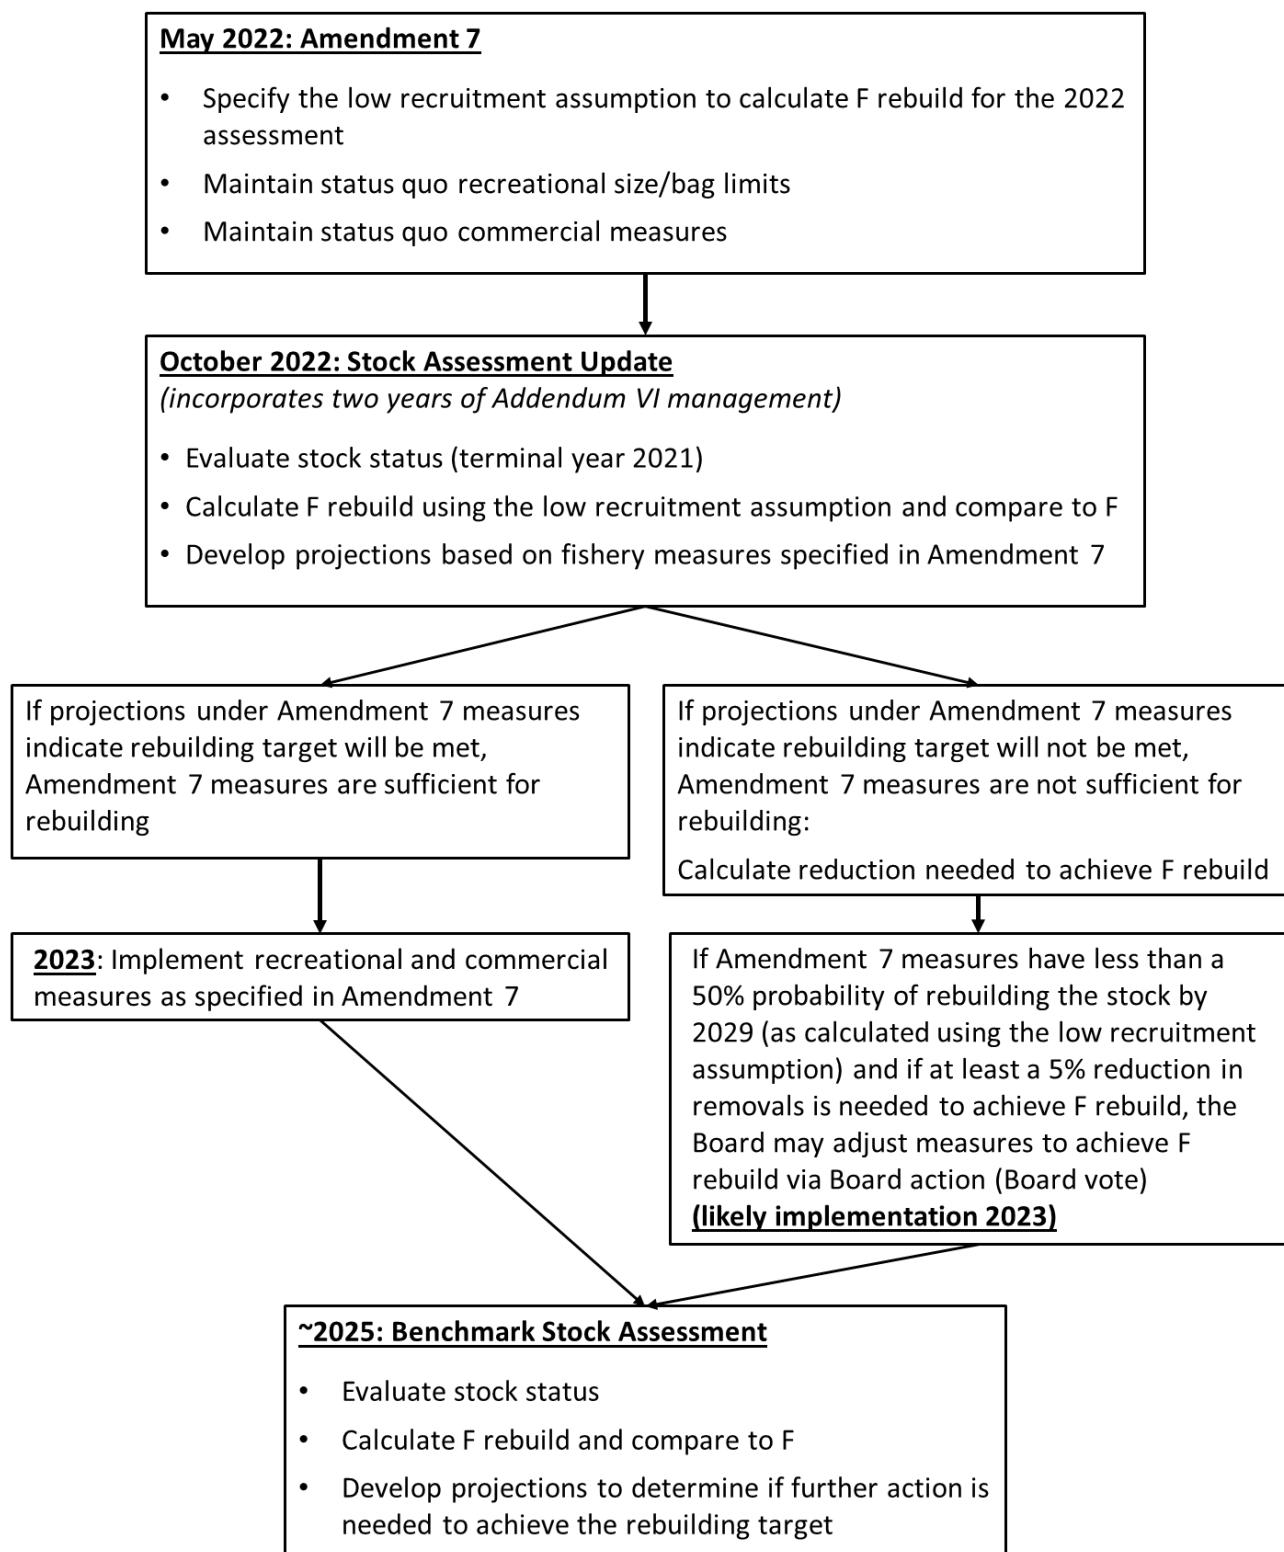 May 2022: Amendment 7
• Specify the low recruitment assumption to calculate F rebuild for the 2022
assessment
• Maintain status quo recreational size/bag limits
• Maintain status quo commercial measures
October 2022: Stock Assessment Update
(incorporates two years of Addendum VI management)
• Evaluate stock status (terminal year 2021)
• Calculate F rebuild using the low recruitment assumption and compare to F
• Develop projections based on fishery measures specified in Amendment 7
If projections under Amendment 7 measures
indicate rebuilding target will be met,
Amendment 7 measures are sufficient for
rebuilding
If projections under Amendment 7 measures
indicate rebuilding target will not be met,
Amendment 7 measures are not sufficient for
rebuilding:
Calculate reduction needed to achieve F rebuild
2023: Implement recreational and commercial
measures as specified in Amendment 7
If Amendment 7 measures have less than a
50% probability of rebuilding the stock by
2029 (as calculated using the low recruitment
assumption) and if at least a 5% reduction in
removals is needed to achieve F rebuild, the
Board may adjust measures to achieve F
rebuild via Board action (Board vote)
(likely implementation 2023)
~2025: Benchmark Stock Assessment
• Evaluate stock status
• Calculate F rebuild and compare to F
• Develop projections to determine if further action is
needed to achieve the rebuilding target